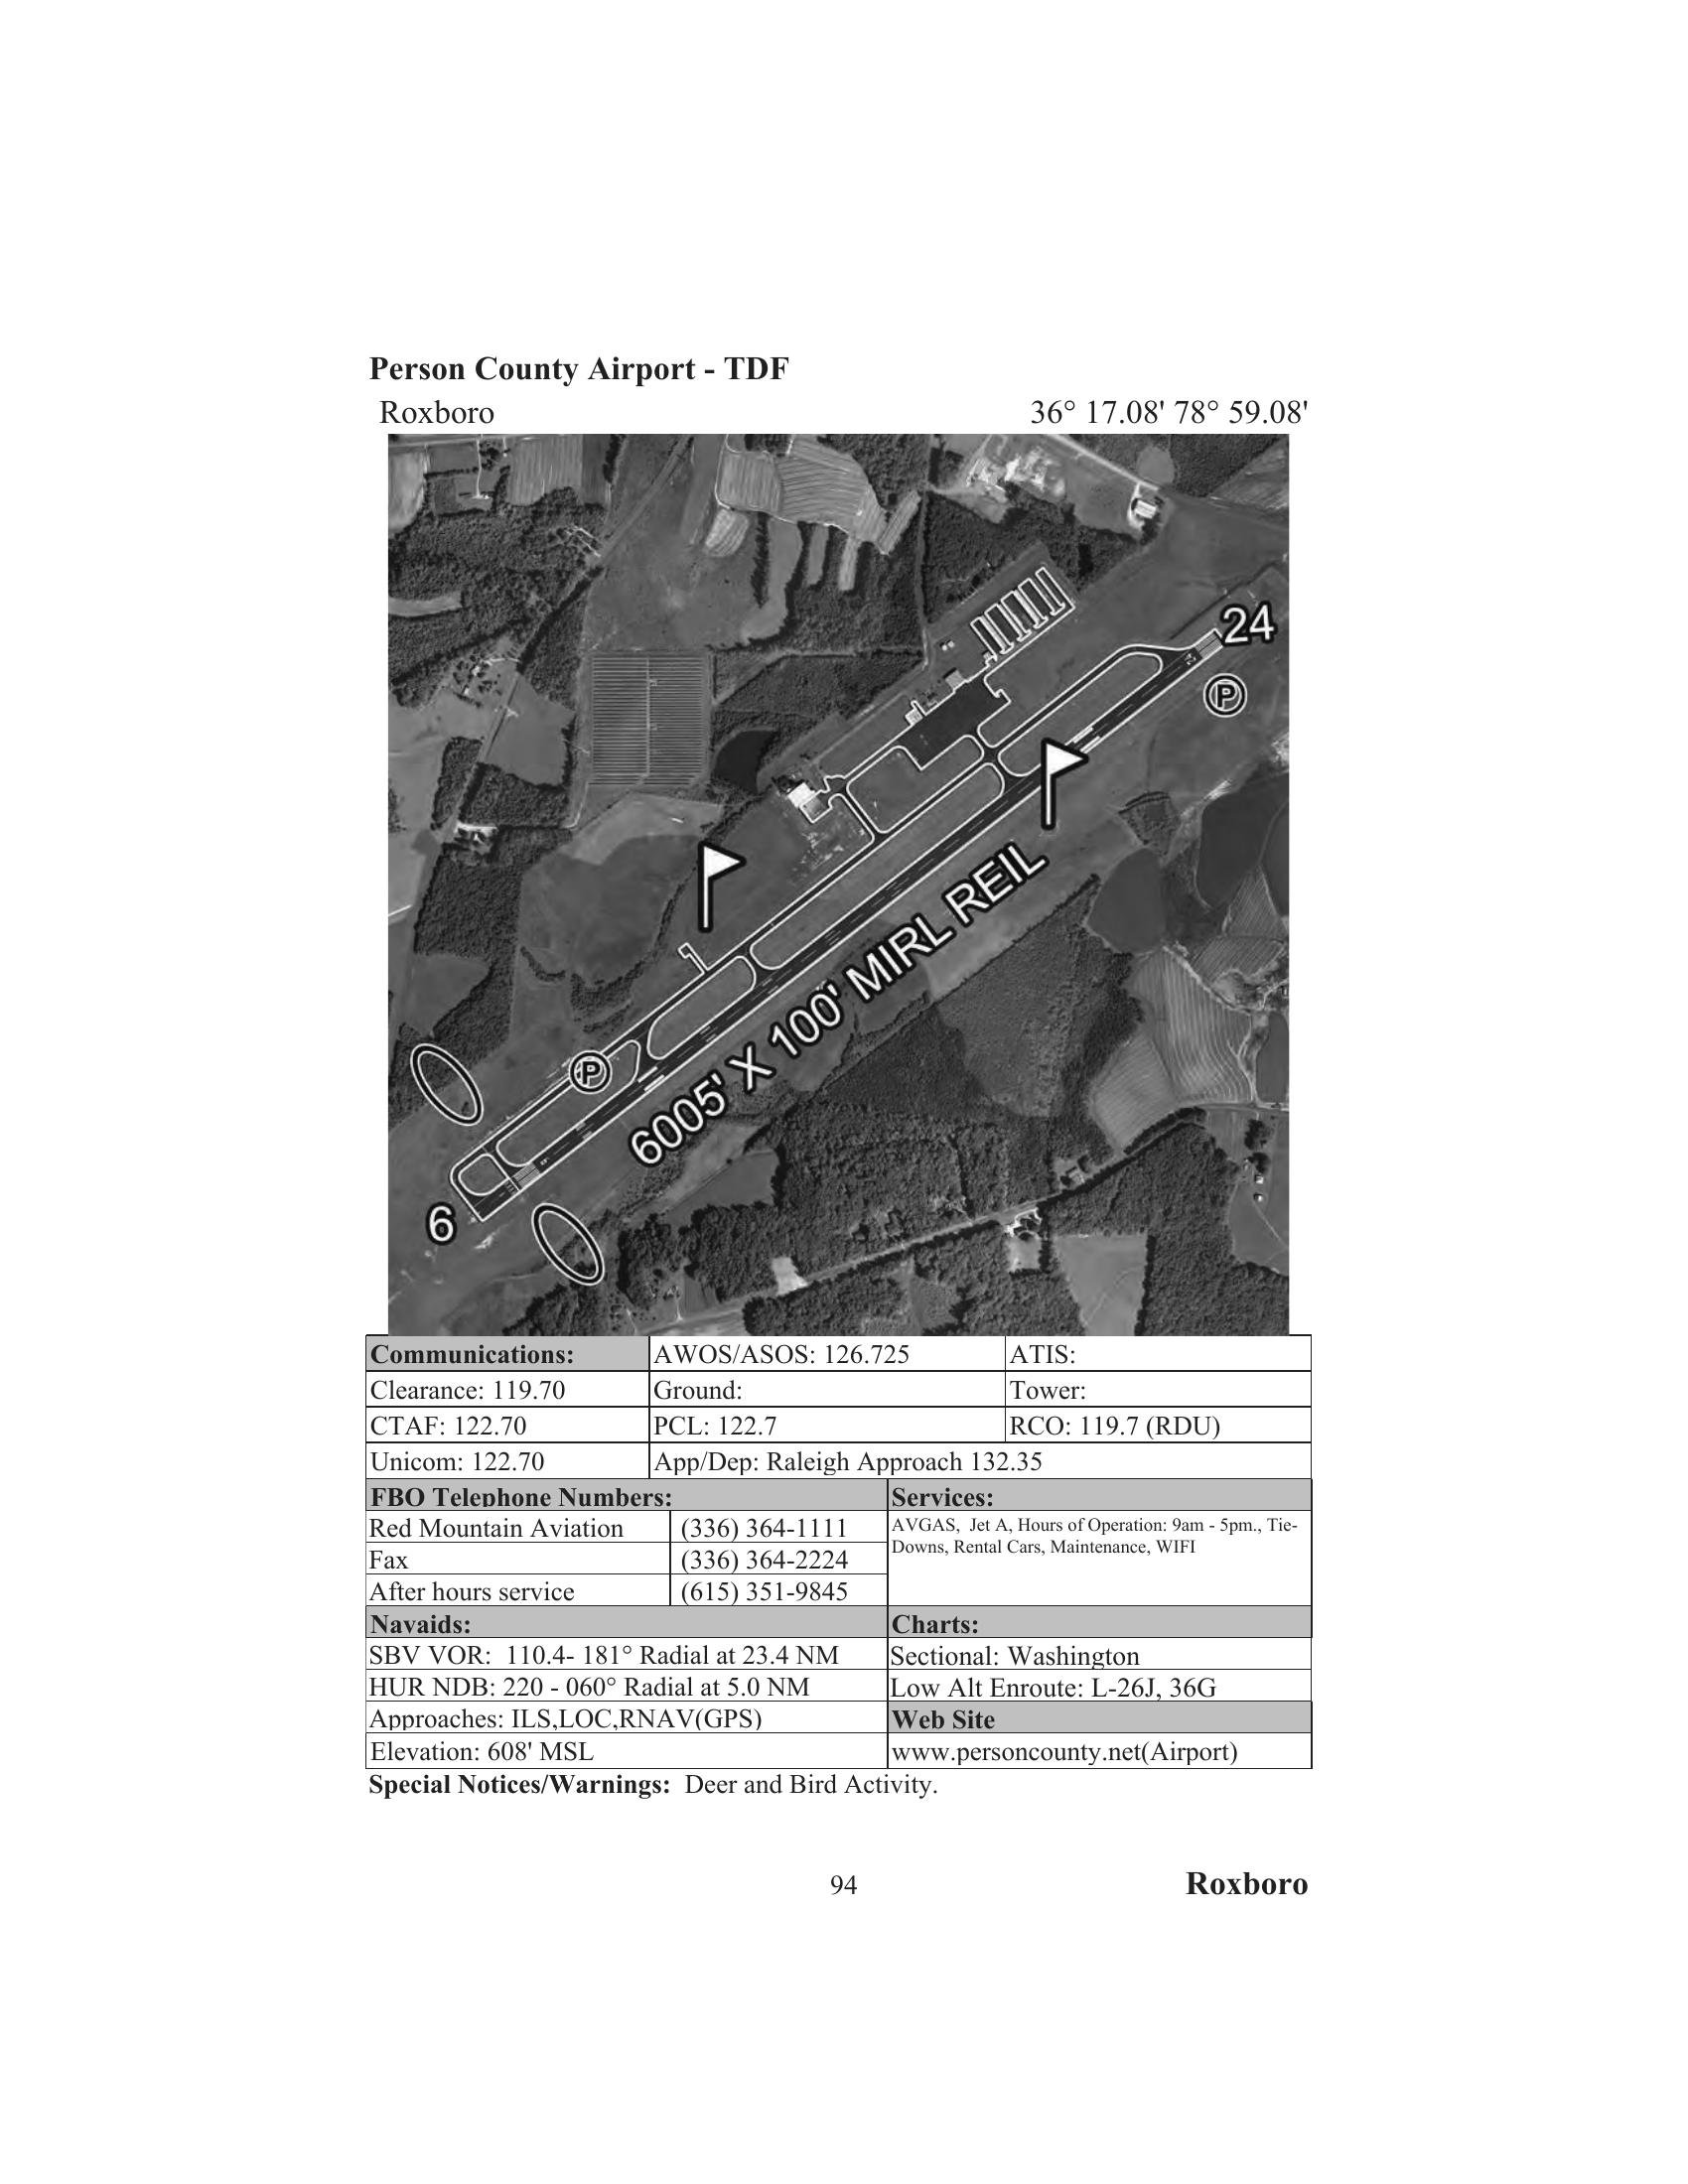 Person County Airport - TDF
Roxboro 36° 17.08' 78° 59.08'
24
P
6005' X 100' MIRL REIL
P
6
Communications: AWOS/ASOS: 126.725 ATIS:
Clearance: 119.70 Ground: Tower:
CTAF: 122.70 PCL: 122.7 RCO: 119.7 (RDU)
Unicom: 122.70 App/Dep: Raleigh Approach 132.35
FBO Telephone Numbers: Services:
Red Mountain Aviation (336) 364-1111 AVGAS, Jet A, Hours of Operation: 9am - 5pm., Tie-
Downs, Rental Cars, Maintenance, WIFI
Fax (336) 364-2224
After hours service (615) 351-9845
Navaids: Charts:
SBV VOR: 110.4- 181° Radial at 23.4 NM Sectional: Washington
HUR NDB: 220 - 060° Radial at 5.0 NM Low Alt Enroute: L-26J, 36G
Approaches: ILS,LOC,RNAV(GPS) Web Site
Elevation: 608' MSL www.personcounty.net(Airport)
Special Notices/Warnings: Deer and Bird Activity.
94 Roxboro